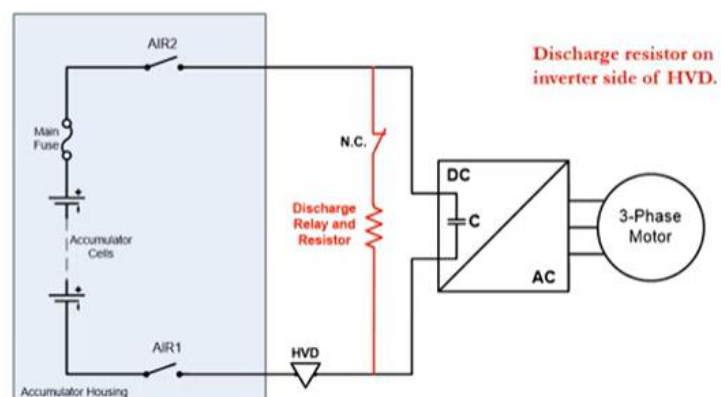 AIR2
Discharge resistor on
inverter side of HVD.
Main
Fuse
N.C.
DC
Discharge
Relay and
Resistor
C
3-Phase
Motor
+
-
Accumulator
Cells
+
-
AC
AIR1
HVD
Accumulator Housing